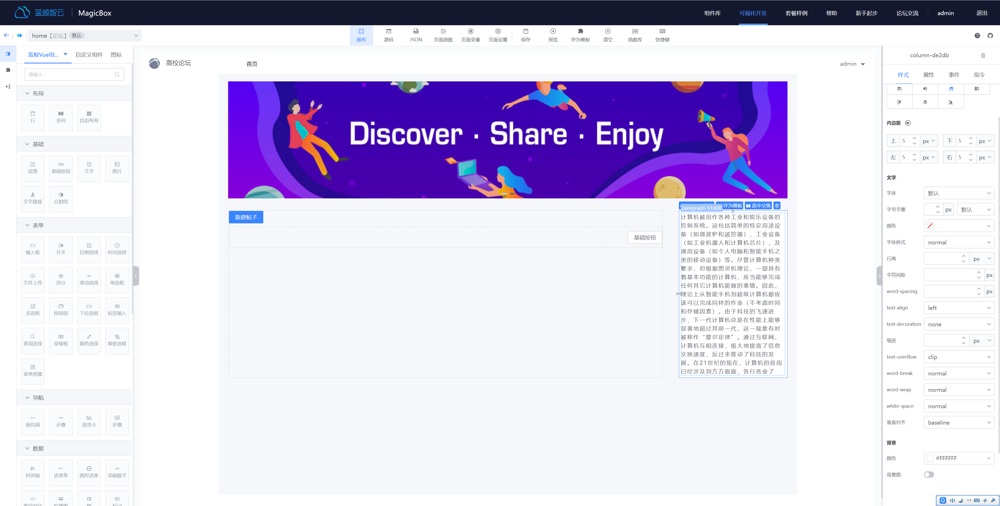 蓝鲸智云
MagicBox
组件库
可视化开发
套餐样例
帮助
新手起步
论坛交流
admin
退出
home【论坛】 默认
画布
源码
JSON
页面函数
页面变量
页面设置
保存
预览
存为模板
清空
函数库
快捷键
蓝鲸Vue组...
自定义组件
图标
请输入
布局
行
多列
自由布局
基础
段落
基础按钮
文字
图片
文字链接
分割线
表单
输入框
开关
日期选择
时间选择
文件上传
评分
滑动选择
单选框
多选框
按钮组
下拉选框
标签输入
查询选择
穿梭框
颜色选择
级联选框
表单容器
导航
面包屑
步骤
选项卡
步骤
数据
时间轴
进度条
圆形进度
动画数字
差异对比
轮播图
树
标记
高校论坛
首页
admin
Discover · Share · Enjoy
新建帖子
基础按钮
paragraph-51dd0
存为模板
选中父级
计算机被用作各种工业和娱乐设备的
控制系统。这包括简单的特定用途设
备（如微波炉和遥控器）、工业设备
（如工业机器人和计算机芯片），及
通用设备（如个人电脑和智能手机之
类的移动设备）等。尽管计算机种类
繁多，但根据图灵机理论，一部具有
着基本功能的计算机，应当能够完成
任何其它计算机能做的事情。因此，
理论上从智能手机到超级计算机都应
该可以完成同样的作业（不考虑时间
和存储因素）。由于科技的飞速进
步，下一代计算机总是在性能上能够
显著地超过其前一代，这一现象有时
被称作“摩尔定律”。通过互联网，
计算机互相连接，极大地提高了信息
交换速度，反过来推动了科技的发
展。在21世纪的现在，计算机的应用
已经涉及到方方面面，各行各业了
column-de2db
样式
属性
事件
指令
内边距
上 5 px 下 5 px
左 5 px 右 5 px
文字
字体 默认
字号字重 px 默认
颜色
字体样式 normal
行高 px
字符间距 px
word-spacing px
text-align left
text-decoration none
缩进 px
text-overflow clip
word-break normal
word-wrap normal
white-space normal
垂直对齐 baseline
背景
颜色 #FFFFFF
背景图
中